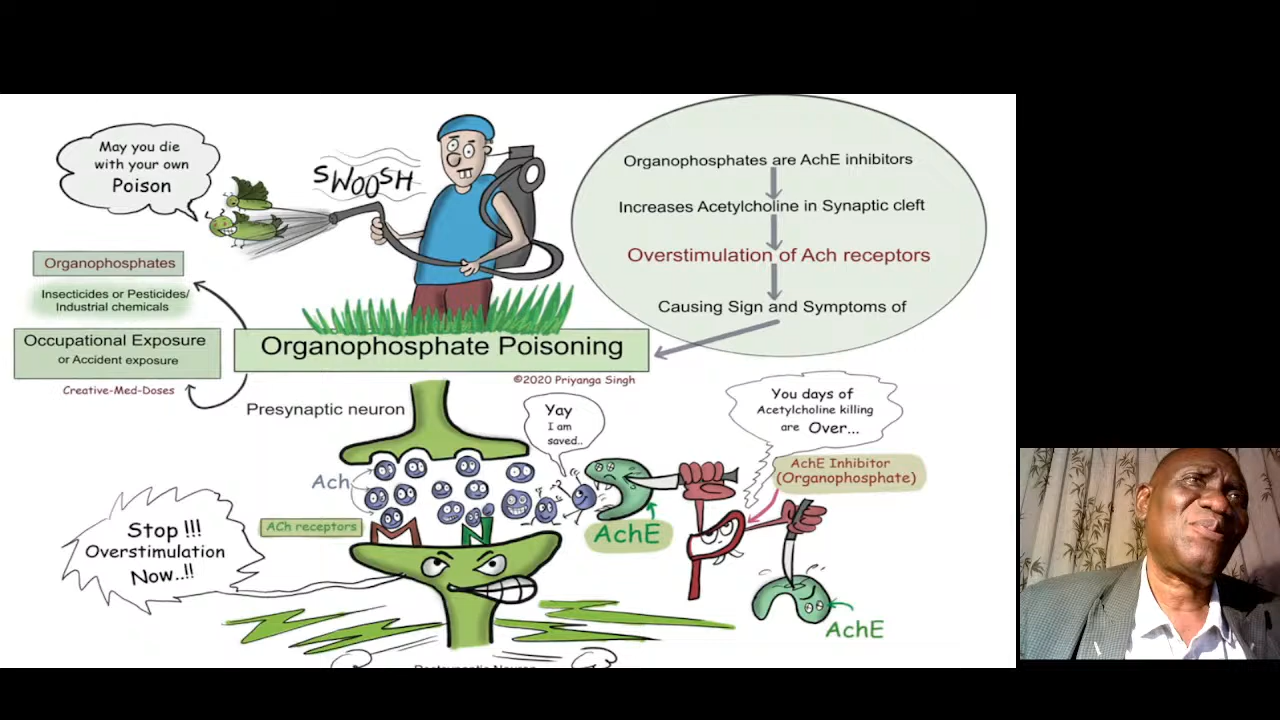 May you die
with your own
Poison
SWOOSH
Organophosphates are AchE inhibitors
Increases Acetylcholine in Synaptic cleft
Overstimulation of Ach receptors
Causing Sign and Symptoms of
Organophosphates
Insecticides or Pesticides/
Industrial chemicals
Occupational Exposure
or Accident exposure
Creative-Med-Doses
Organophosphate Poisoning
©2020 Priyanga Singh
Presynaptic neuron
Yay
I am
saved..
You days of
Acetylcholine killing
are Over...
AchE Inhibitor
(Organophosphate)
Ach
ACh receptors
M
N
AchE
Stop !!!
Overstimulation
Now..!!
AchE